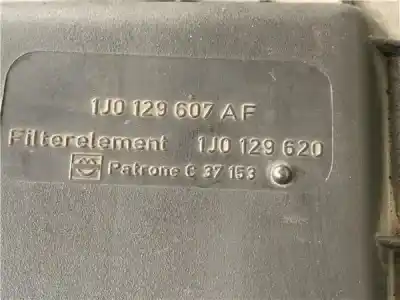 1J0 129 607 AF
Filterelement 1J0 129 620
Patrone C 37 153